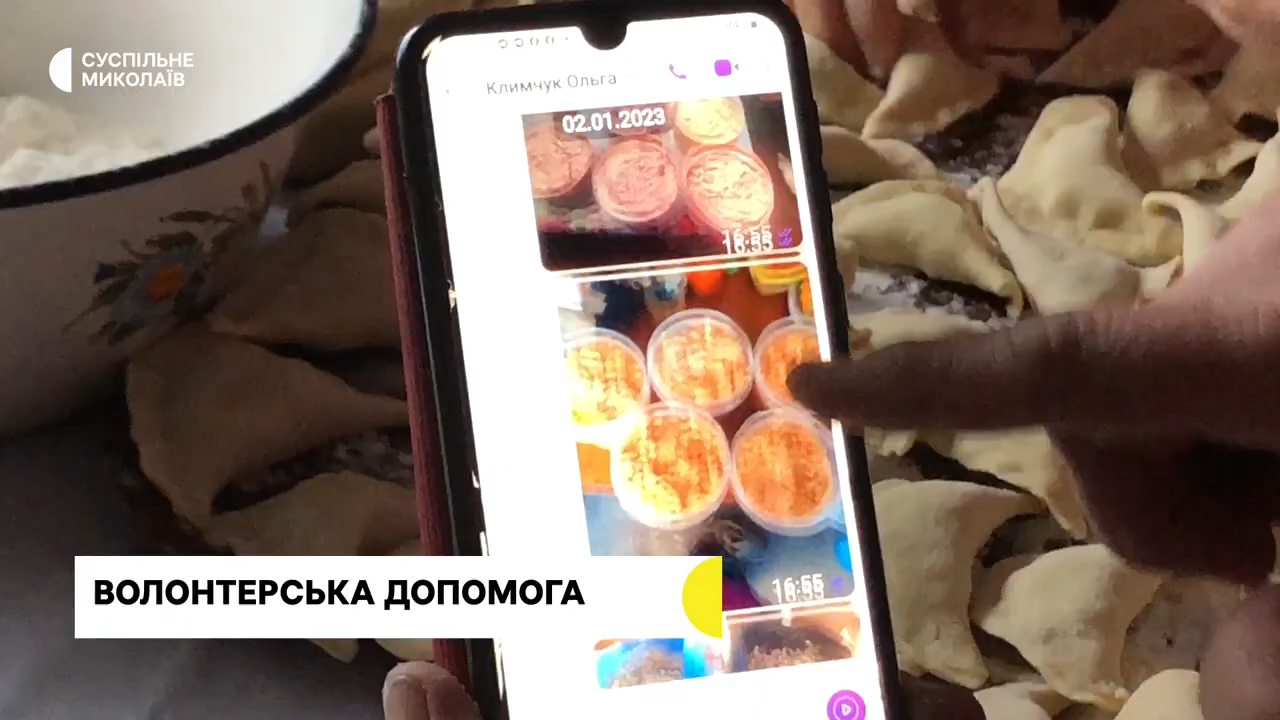 СУСПІЛЬНЕ
МИКОЛАЇВ
Климчук Ольга
02.01.2023
16:55
16:55
ВОЛОНТЕРСЬКА ДОПОМОГА